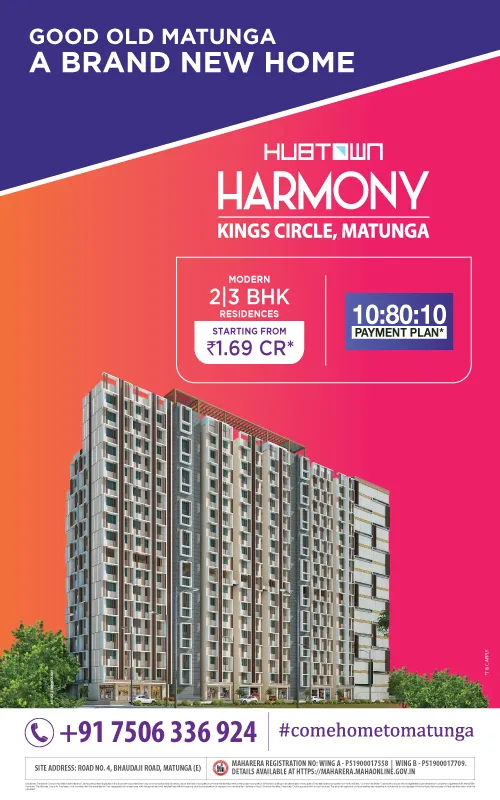 GOOD OLD MATUNGA
A BRAND NEW HOME
HUBTOWN
HARMONY
KINGS CIRCLE, MATUNGA
MODERN
2|3 BHK
RESIDENCES
STARTING FROM
₹1.69 CR*
10:80:10
PAYMENT PLAN*
*T & C APPLY
+91 7506 336 924
#comehometomatunga
SITE ADDRESS: ROAD NO. 4, BHAUDAJI ROAD, MATUNGA (E)
MAHARERA REGISTRATION NO: WING A - P51900017558 | WING B - P51900017709.
DETAILS AVAILABLE AT HTTPS://MAHARERA.MAHAONLINE.GOV.IN